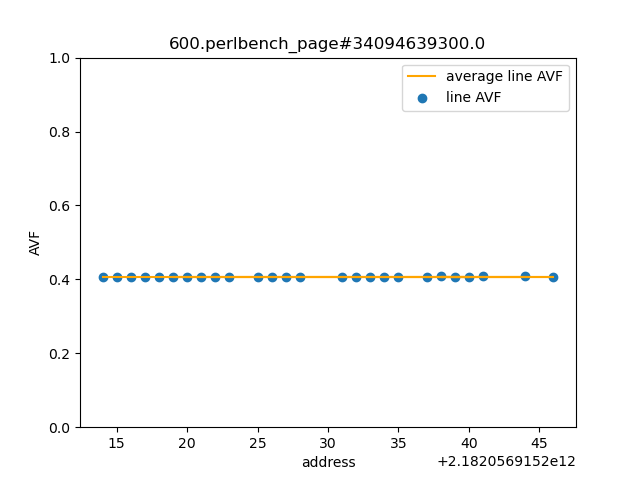 600.perlbench_page#34094639300.0
average line AVF
line AVF
1.0
0.8
0.6
0.4
0.2
0.0
AVF
15 20 25 30 35 40 45
address
+2.1820569152e12